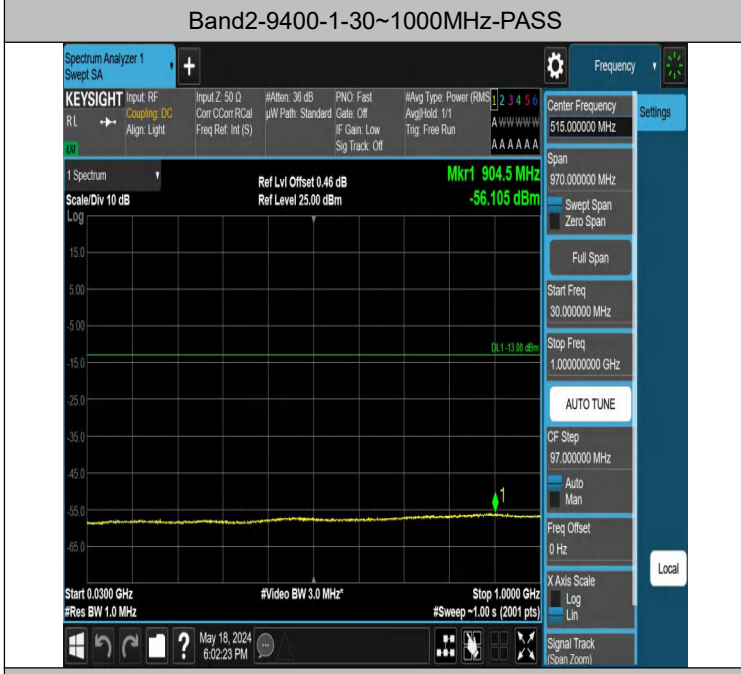 Band2-9400-1-30~1000MHz-PASS
Spectrum Analyzer 1
Swept SA
+
Frequency
KEYSIGHT
RL
Input: RF
Coupling: DC
Align: Light
Input Z: 50 Ω
Corr CCorr RCal
Freq Ref: Int (S)
#Atten: 36 dB
µW Path: Standard
PNO: Fast
Gate: Off
IF Gain: Low
Sig Track: Off
#Avg Type: Power (RMS
Avg|Hold: 1/1
Trig: Free Run
1 2 3 4 5 6
A W W W W W
A A A A A A
1 Spectrum
Scale/Div 10 dB
Log
Ref Lvl Offset 0.46 dB
Ref Level 25.00 dBm
Mkr1 904.5 MHz
-56.105 dBm
15.0
5.00
-5.00
-15.0
-25.0
-35.0
-45.0
-55.0
-65.0
DL1 -13.00 dBm
1
Start 0.0300 GHz
#Res BW 1.0 MHz
#Video BW 3.0 MHz*
Stop 1.0000 GHz
#Sweep ~1.00 s (2001 pts)
Center Frequency
515.000000 MHz
Settings
Span
970.000000 MHz
Swept Span
Zero Span
Full Span
Start Freq
30.000000 MHz
Stop Freq
1.000000000 GHz
AUTO TUNE
CF Step
97.000000 MHz
Auto
Man
Freq Offset
0 Hz
X Axis Scale
Log
Lin
Local
Signal Track
(Span Zoom)
?
May 18, 2024
6:02:23 PM